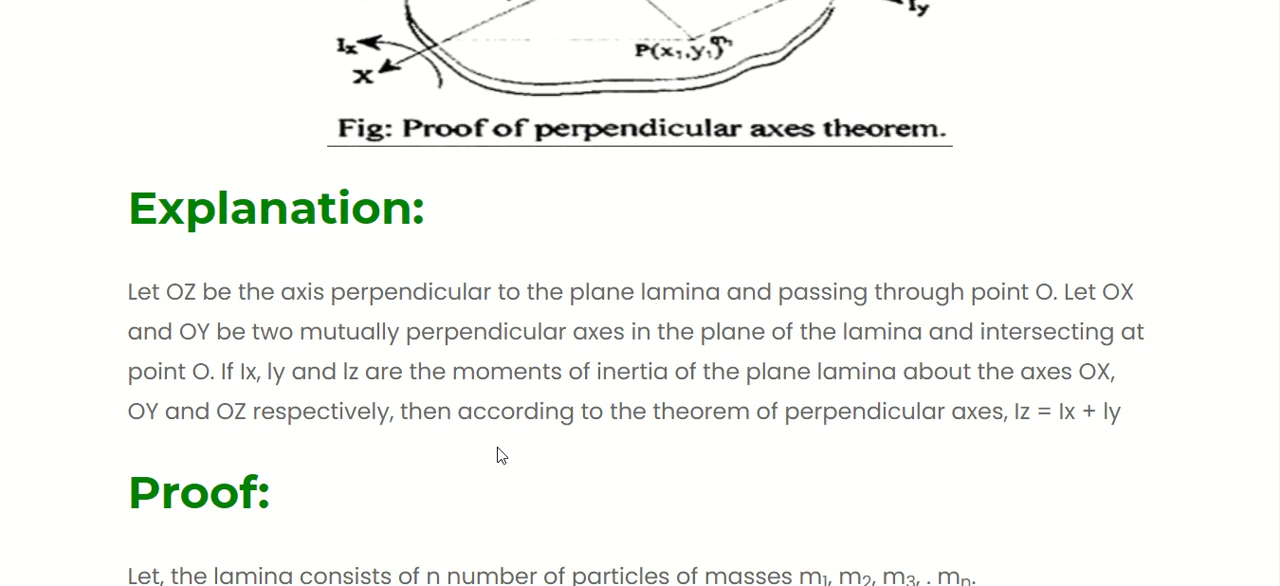 Iy
Ix
P(x₁,y₁)
X
Fig: Proof of perpendicular axes theorem.
Explanation:
Let OZ be the axis perpendicular to the plane lamina and passing through point O. Let OX
and OY be two mutually perpendicular axes in the plane of the lamina and intersecting at
point O. If Ix, ly and lz are the moments of inertia of the plane lamina about the axes OX,
OY and OZ respectively, then according to the theorem of perpendicular axes, Iz = Ix + ly
Proof:
Let, the lamina consists of n number of particles of masses m₁, m₂, m₃, . mₙ.